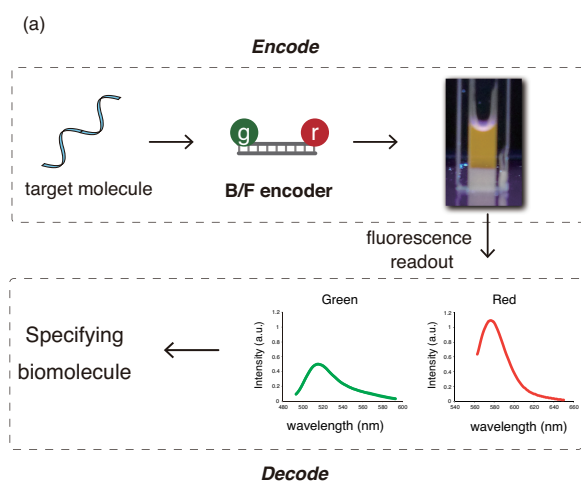 (a)
Encode
g
r
target molecule
B/F encoder
fluorescence
readout
Specifying
biomolecule
Green
Intensity (a.u.)
1.2
1
0.8
0.6
0.4
0.2
0
480 500 520 540 560 580 600
wavelength (nm)
Red
Intensity (a.u.)
1.2
1
0.8
0.6
0.4
0.2
0
540 560 580 600 620 640 660
wavelength (nm)
Decode